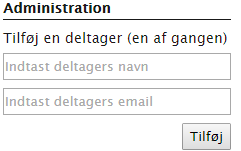 Administration
Tilføj en deltager (en af gangen)
Indtast deltagers navn
Indtast deltagers email
Tilføj